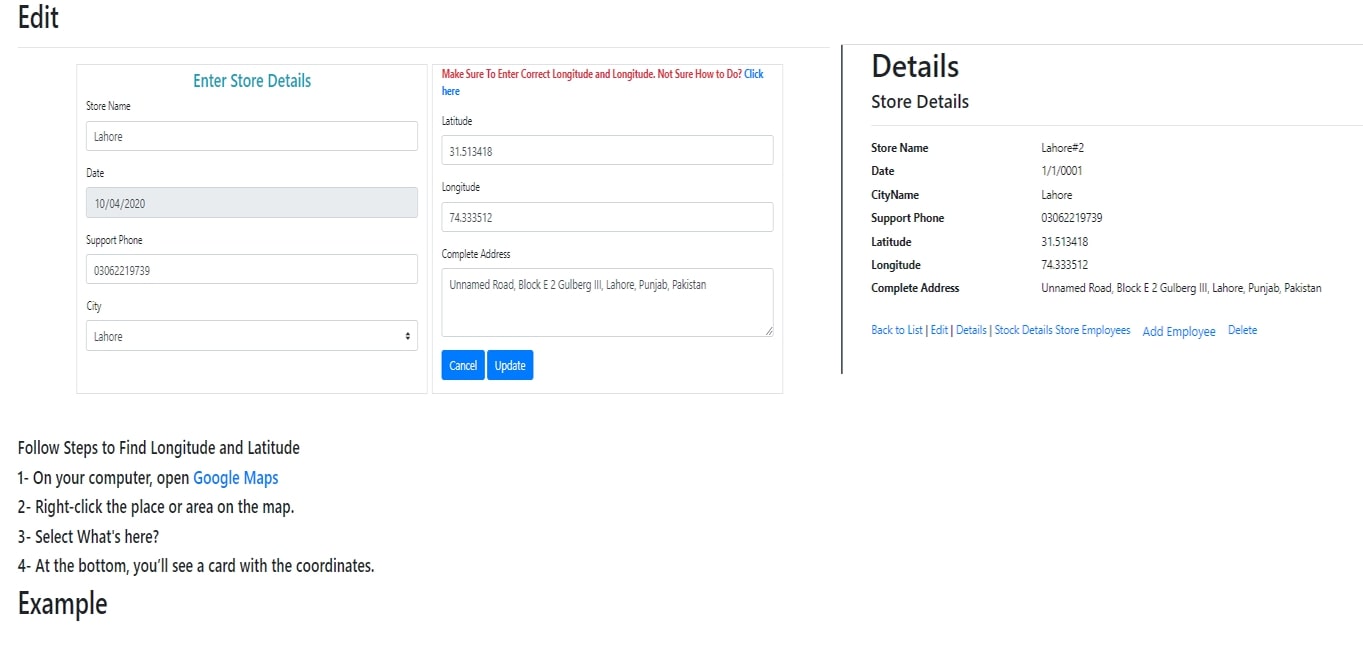 Edit
Enter Store Details
Store Name
Lahore
Date
10/04/2020
Support Phone
03062219739
City
Lahore
Make Sure To Enter Correct Longitude and Longitude. Not Sure How to Do? Click
here
Latitude
31.513418
Longitude
74.333512
Complete Address
Unnamed Road, Block E 2 Gulberg III, Lahore, Punjab, Pakistan
Cancel Update
Details
Store Details
Store Name Lahore#2
Date 1/1/0001
CityName Lahore
Support Phone 03062219739
Latitude 31.513418
Longitude 74.333512
Complete Address Unnamed Road, Block E 2 Gulberg III, Lahore, Punjab, Pakistan
Back to List | Edit | Details | Stock Details Store Employees Add Employee Delete
Follow Steps to Find Longitude and Latitude
1- On your computer, open Google Maps
2- Right-click the place or area on the map.
3- Select What's here?
4- At the bottom, you’ll see a card with the coordinates.
Example